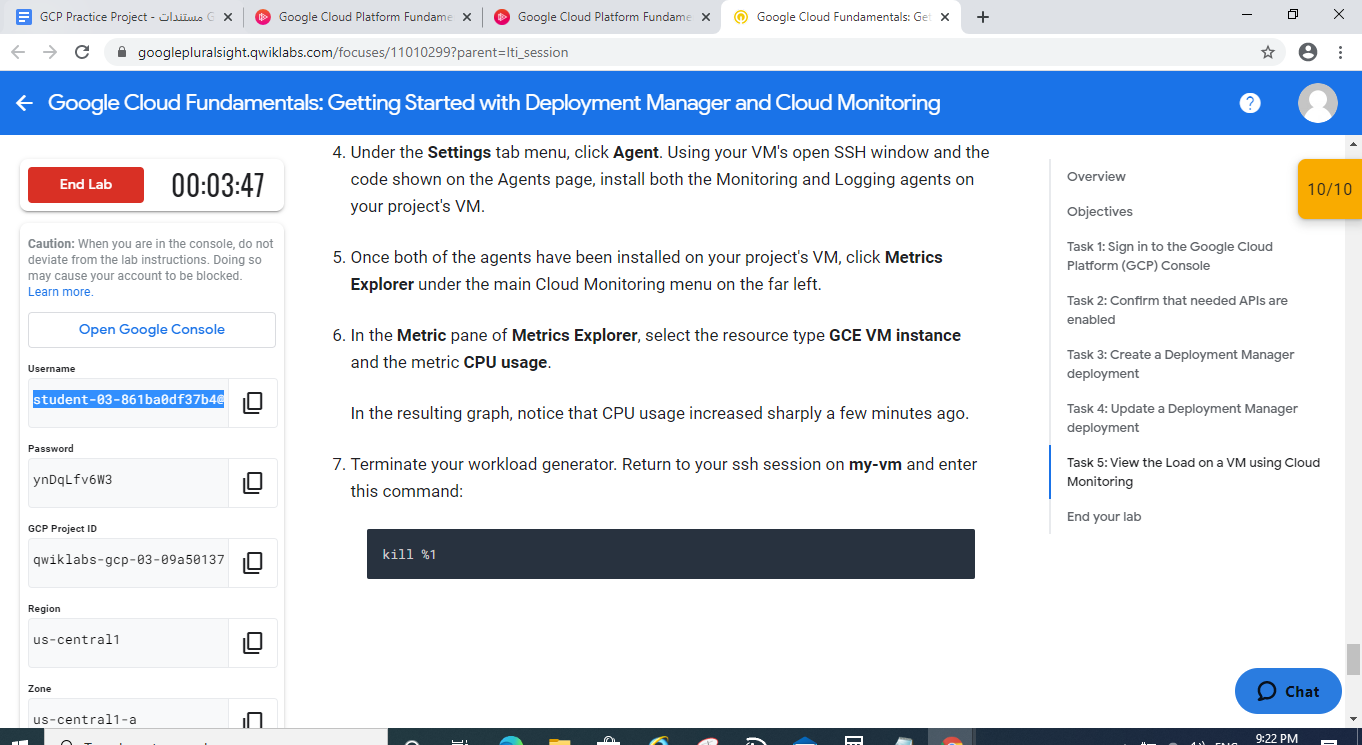 GCP Practice Project - مستندات G
Google Cloud Platform Fundame
Google Cloud Platform Fundame
Google Cloud Fundamentals: Get
googlepluralsight.qwiklabs.com/focuses/11010299?parent=lti_session
Google Cloud Fundamentals: Getting Started with Deployment Manager and Cloud Monitoring
?
End Lab
00:03:47
Caution: When you are in the console, do not
deviate from the lab instructions. Doing so
may cause your account to be blocked.
Learn more.
Open Google Console
Username
student-03-861ba0df37b4@
Password
ynDqLfv6W3
GCP Project ID
qwiklabs-gcp-03-09a50137
Region
us-central1
Zone
us-central1-a
4. Under the Settings tab menu, click Agent. Using your VM's open SSH window and the
code shown on the Agents page, install both the Monitoring and Logging agents on
your project's VM.
5. Once both of the agents have been installed on your project's VM, click Metrics
Explorer under the main Cloud Monitoring menu on the far left.
6. In the Metric pane of Metrics Explorer, select the resource type GCE VM instance
and the metric CPU usage.
In the resulting graph, notice that CPU usage increased sharply a few minutes ago.
7. Terminate your workload generator. Return to your ssh session on my-vm and enter
this command:
kill %1
Overview
Objectives
Task 1: Sign in to the Google Cloud
Platform (GCP) Console
Task 2: Confirm that needed APIs are
enabled
Task 3: Create a Deployment Manager
deployment
Task 4: Update a Deployment Manager
deployment
Task 5: View the Load on a VM using Cloud
Monitoring
End your lab
10/10
Chat
9:22 PM